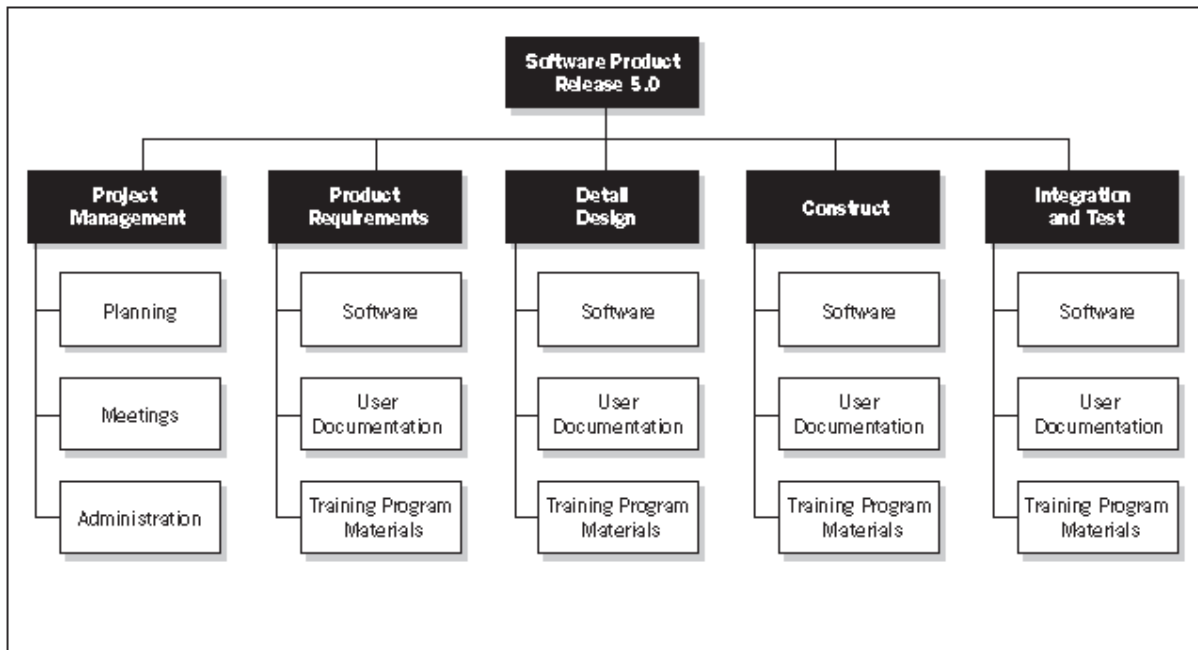 Software Product
Release 5.0
Project
Management
Product
Requirements
Detail
Design
Construct
Integration
and Test
Planning
Software
Software
Software
Software
Meetings
User
Documentation
User
Documentation
User
Documentation
User
Documentation
Administration
Training Program
Materials
Training Program
Materials
Training Program
Materials
Training Program
Materials